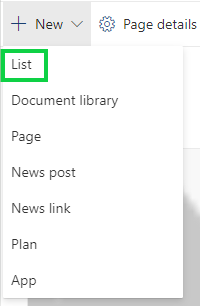 New Page details
List
Document library
Page
News post
News link
Plan
App